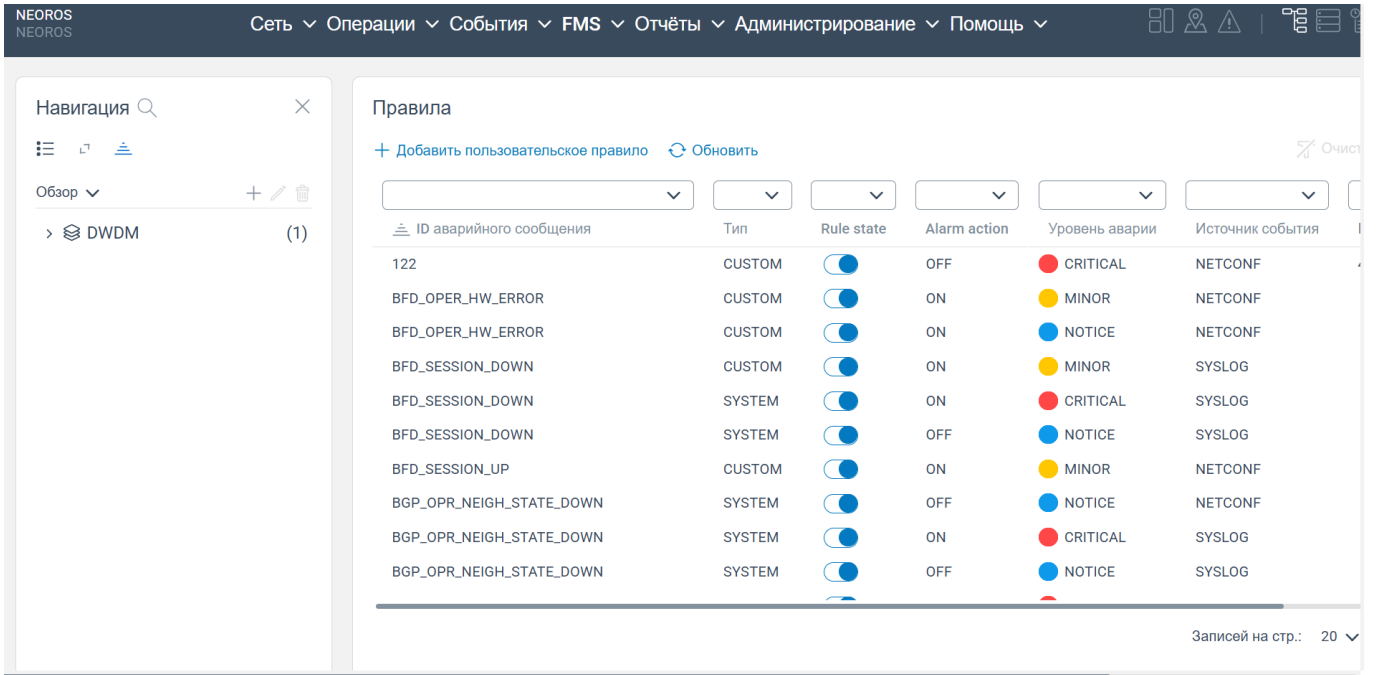 NEOROS
NEOROS
Сеть Операции События FMS Отчёты Администрирование Помощь
Навигация
Обзор
DWDM (1)
Правила
Добавить пользовательское правило Обновить
ID аварийного сообщения Тип Rule state Alarm action Уровень аварии Источник события
122 CUSTOM OFF CRITICAL NETCONF
BFD_OPER_HW_ERROR CUSTOM ON MINOR NETCONF
BFD_OPER_HW_ERROR CUSTOM ON NOTICE NETCONF
BFD_SESSION_DOWN CUSTOM ON MINOR SYSLOG
BFD_SESSION_DOWN SYSTEM ON CRITICAL SYSLOG
BFD_SESSION_DOWN SYSTEM OFF NOTICE SYSLOG
BFD_SESSION_UP CUSTOM ON MINOR NETCONF
BGP_OPR_NEIGH_STATE_DOWN SYSTEM OFF NOTICE NETCONF
BGP_OPR_NEIGH_STATE_DOWN SYSTEM ON CRITICAL SYSLOG
BGP_OPR_NEIGH_STATE_DOWN SYSTEM OFF NOTICE SYSLOG
Записей на стр.: 20